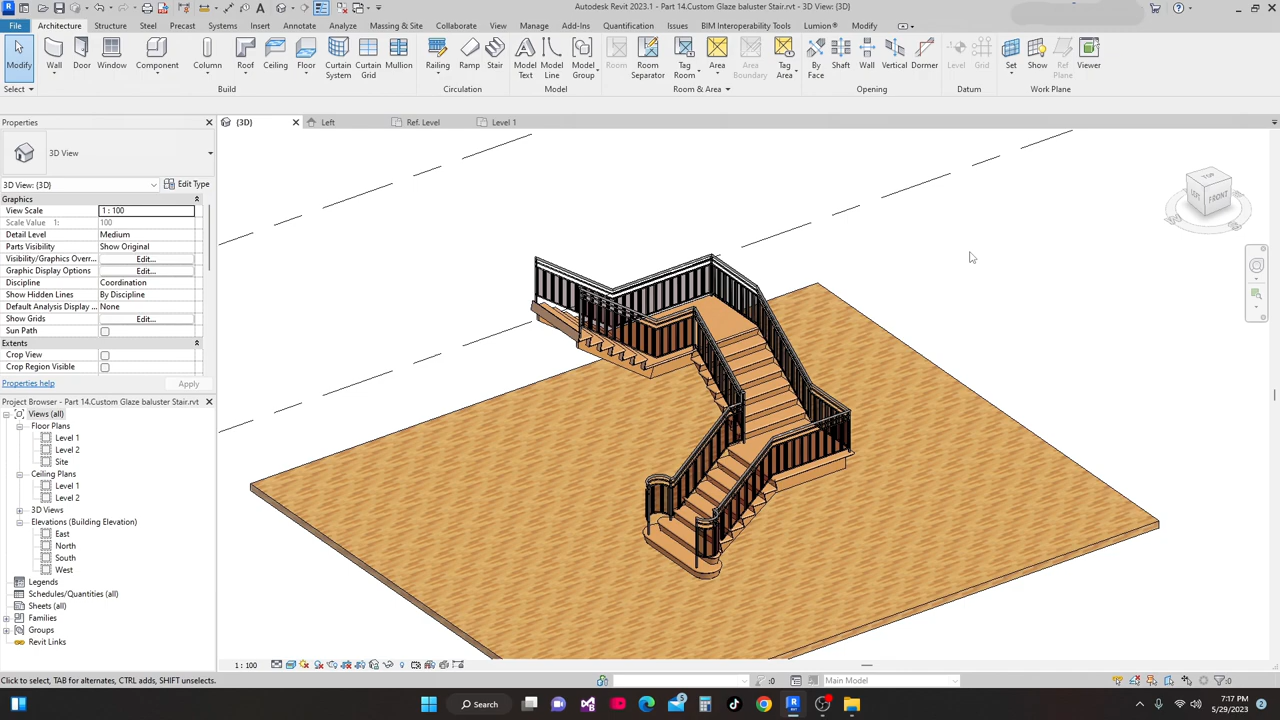 Autodesk Revit 2023.1 - Part 14.Custom Glaze baluster Stair.rvt - 3D View: {3D}
File Architecture Structure Steel Precast Systems Insert Annotate Analyze Massing & Site Collaborate View Manage Add-Ins Quantification Issues BIM Interoperability Tools Lumion® Modify
Modify Wall Door Window Component Column Roof Ceiling Floor Curtain System Curtain Grid Mullion Railing Ramp Stair Model Text Model Line Model Group Room Room Separator Tag Room Area Area Boundary Tag Area By Face Shaft Wall Vertical Dormer Level Grid Set Show Ref Plane Viewer
Select Build Circulation Model Room & Area Opening Datum Work Plane
Properties
{3D} Left Ref. Level Level 1
3D View
3D View: {3D} Edit Type
Graphics
View Scale 1 : 100
Scale Value 1: 100
Detail Level Medium
Parts Visibility Show Original
Visibility/Graphics Overr... Edit...
Graphic Display Options Edit...
Discipline Coordination
Show Hidden Lines By Discipline
Default Analysis Display ... None
Show Grids Edit...
Sun Path
Extents
Crop View
Crop Region Visible
Properties help Apply
Project Browser - Part 14.Custom Glaze baluster Stair.rvt
Views (all)
Floor Plans
Level 1
Level 2
Site
Ceiling Plans
Level 1
Level 2
3D Views
Elevations (Building Elevation)
East
North
South
West
Legends
Schedules/Quantities (all)
Sheets (all)
Families
Groups
Revit Links
TOP
LEFT FRONT
1 : 100
Click to select, TAB for alternates, CTRL adds, SHIFT unselects.
:0 Main Model :0
Search
7:17 PM
5/29/2023